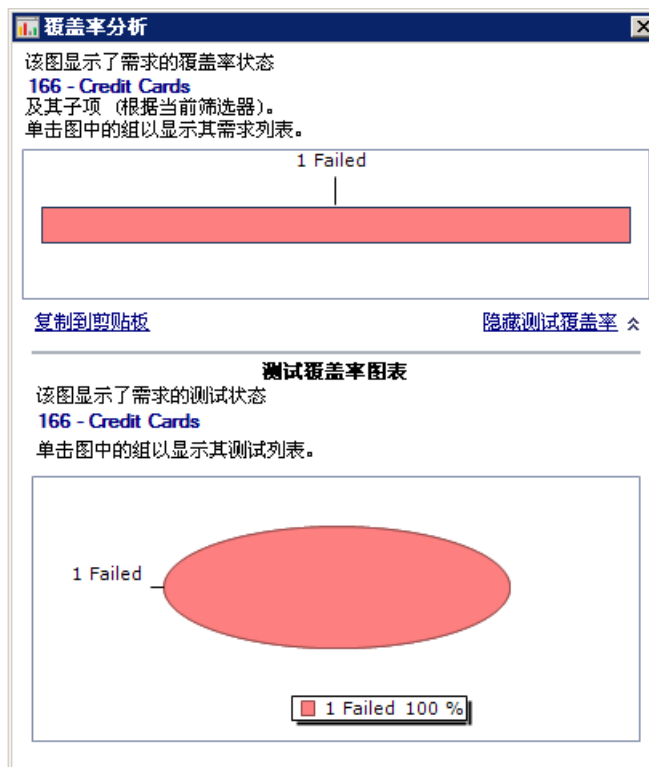 覆盖率分析
该图显示了需求的覆盖率状态
166 - Credit Cards
及其子项 (根据当前筛选器)。
单击图中的组以显示其需求列表。
1 Failed
复制到剪贴板 隐藏测试覆盖率
测试覆盖率图表
该图显示了需求的测试状态
166 - Credit Cards
单击图中的组以显示其测试列表。
1 Failed
1 Failed 100 %